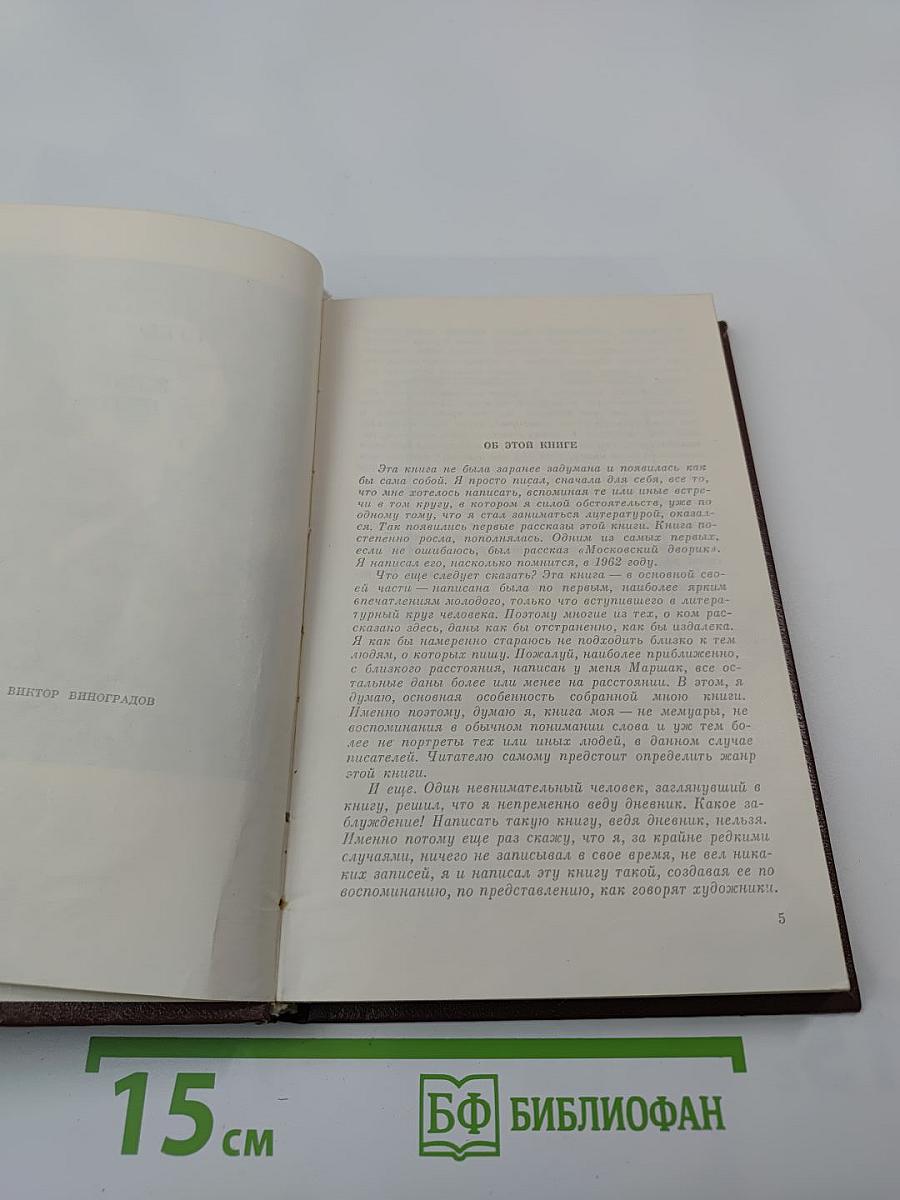 ВИКТОР ВИНОГРАДОВ
ОБ ЭТОЙ КНИГЕ
Эта книга не была заранее задумана и появилась как
бы сама собой. Я просто писал, сначала для себя, все то,
что мне хотелось написать, вспоминая те или иные встре-
чи в том кругу, в котором я силой обстоятельств, уже по
одному тому, что я стал заниматься литературой, оказал-
ся. Так появились первые рассказы этой книги. Книга по-
степенно росла, пополнялась. Одним из самых первых,
если не ошибаюсь, был рассказ «Московский дворик».
Я написал его, насколько помнится, в 1962 году.
Что еще следует сказать? Эта книга — в основной сво-
ей части — написана была по первым, наиболее ярким
впечатлениям молодого, только что вступившего в литера-
турный круг человека. Поэтому многие из тех, о ком рас-
сказано здесь, даны как бы отстраненно, как бы издалека.
Я как бы намеренно стараюсь не подходить близко к тем
людям, о которых пишу. Пожалуй, наиболее приближенно,
с близкого расстояния, написан у меня Маршак, все ос-
тальные даны более или менее на расстоянии. В этом, я
думаю, основная особенность собранной мною книги.
Именно поэтому, думаю я, книга моя — не мемуары, не
воспоминания в обычном понимании слова и уж тем бо-
лее не портреты тех или иных людей, в данном случае
писателей. Читателю самому предстоит определить жанр
этой книги.
И еще. Один невнимательный человек, заглянувший в
книгу, решил, что я непременно веду дневник. Какое за-
блуждение! Написать такую книгу, ведя дневник, нельзя.
Именно потому еще раз скажу, что я, за крайне редкими
случаями, ничего не записывал в свое время, не вел ника-
ких записей, я и написал эту книгу такой, создавая ее по
воспоминанию, по представлению, как говорят художники.
5
15 см
БФ БИБЛИОФАН